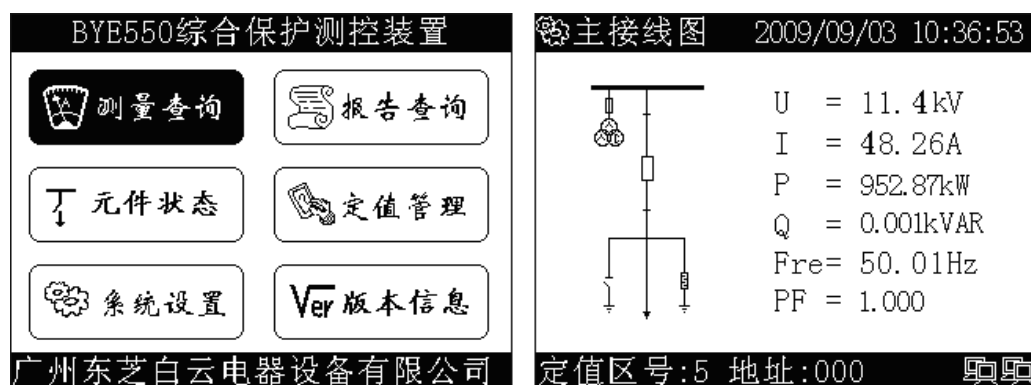 BYE550综合保护测控装置
测量查询
报告查询
元件状态
定值管理
系统设置
Ver 版本信息
广州东芝白云电器设备有限公司
主接线图 2009/09/03 10:36:53
U = 11.4kV
I = 48.26A
P = 952.87kW
Q = 0.001kVAR
Fre= 50.01Hz
PF = 1.000
定值区号:5 地址:000